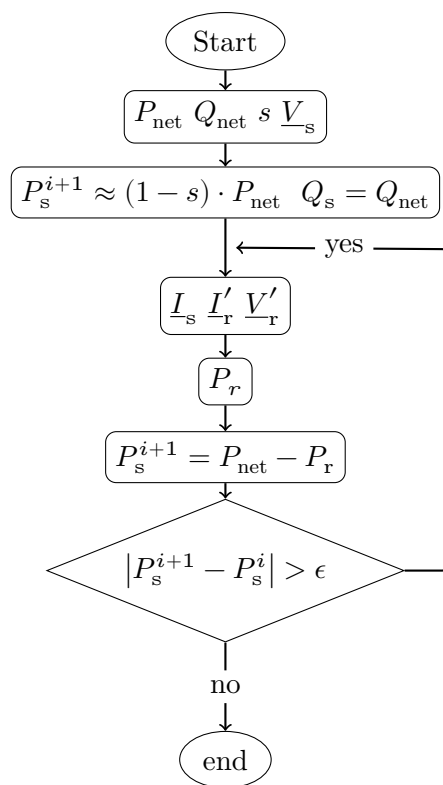 Start
P_net Q_net s V_s
P_s^{i+1} ≈ (1 − s) · P_net Q_s = Q_net
yes
I_s I'_r V'_r
P_r
P_s^{i+1} = P_net − P_r
|P_s^{i+1} − P_s^i| > ϵ
no
end